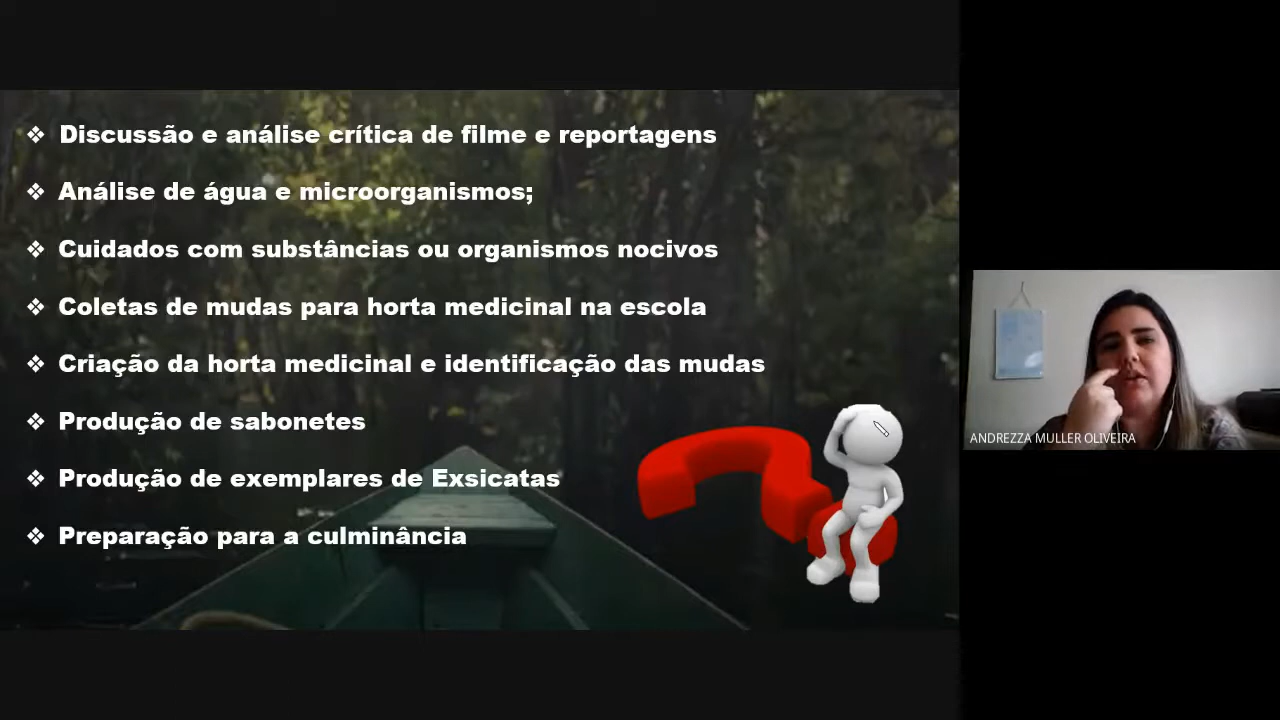 ❖ Discussão e análise crítica de filme e reportagens
❖ Análise de água e microorganismos;
❖ Cuidados com substâncias ou organismos nocivos
❖ Coletas de mudas para horta medicinal na escola
❖ Criação da horta medicinal e identificação das mudas
❖ Produção de sabonetes
❖ Produção de exemplares de Exsicatas
❖ Preparação para a culminância
ANDREZZA MULLER OLIVEIRA